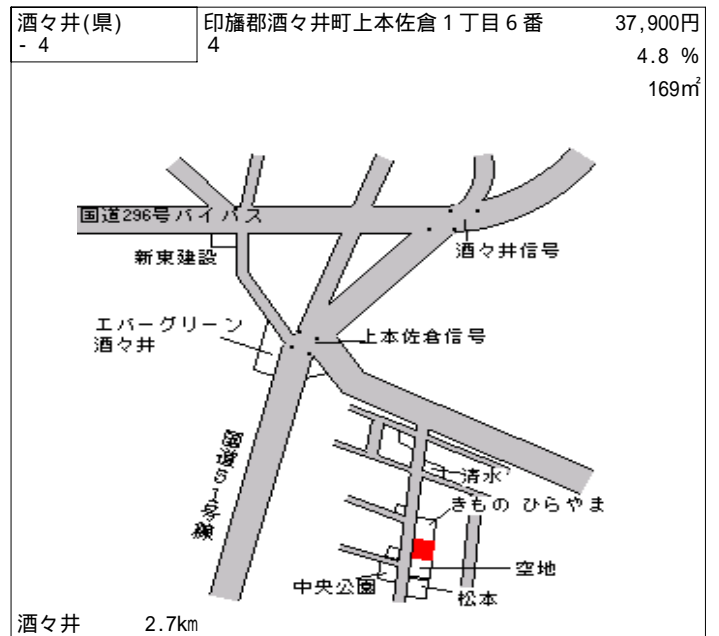 酒々井(県)
- 4
印旛郡酒々井町上本佐倉１丁目６番
４
37,900円
4.8 %
169㎡
国道296号バイパス
新東建設
酒々井信号
エバーグリーン
酒々井
上本佐倉信号
国道51号線
清水
きもの ひらやま
空地
中央公園
松本
酒々井 2.7㎞